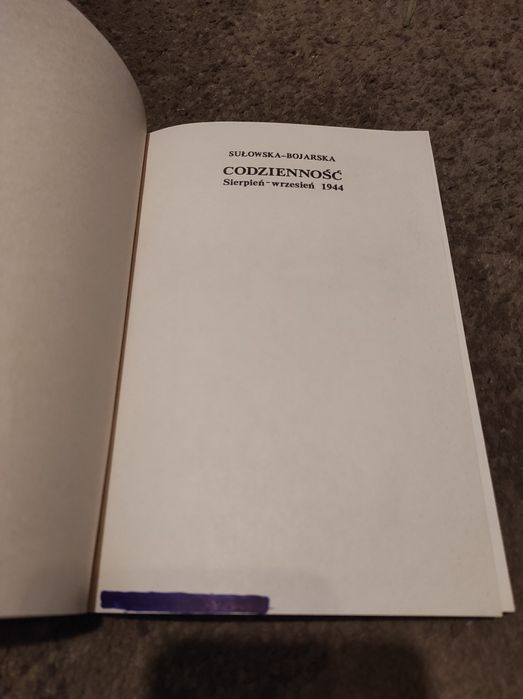 SUŁOWSKA-BOJARSKA
CODZIENNOŚĆ
Sierpień-wrzesień 1944